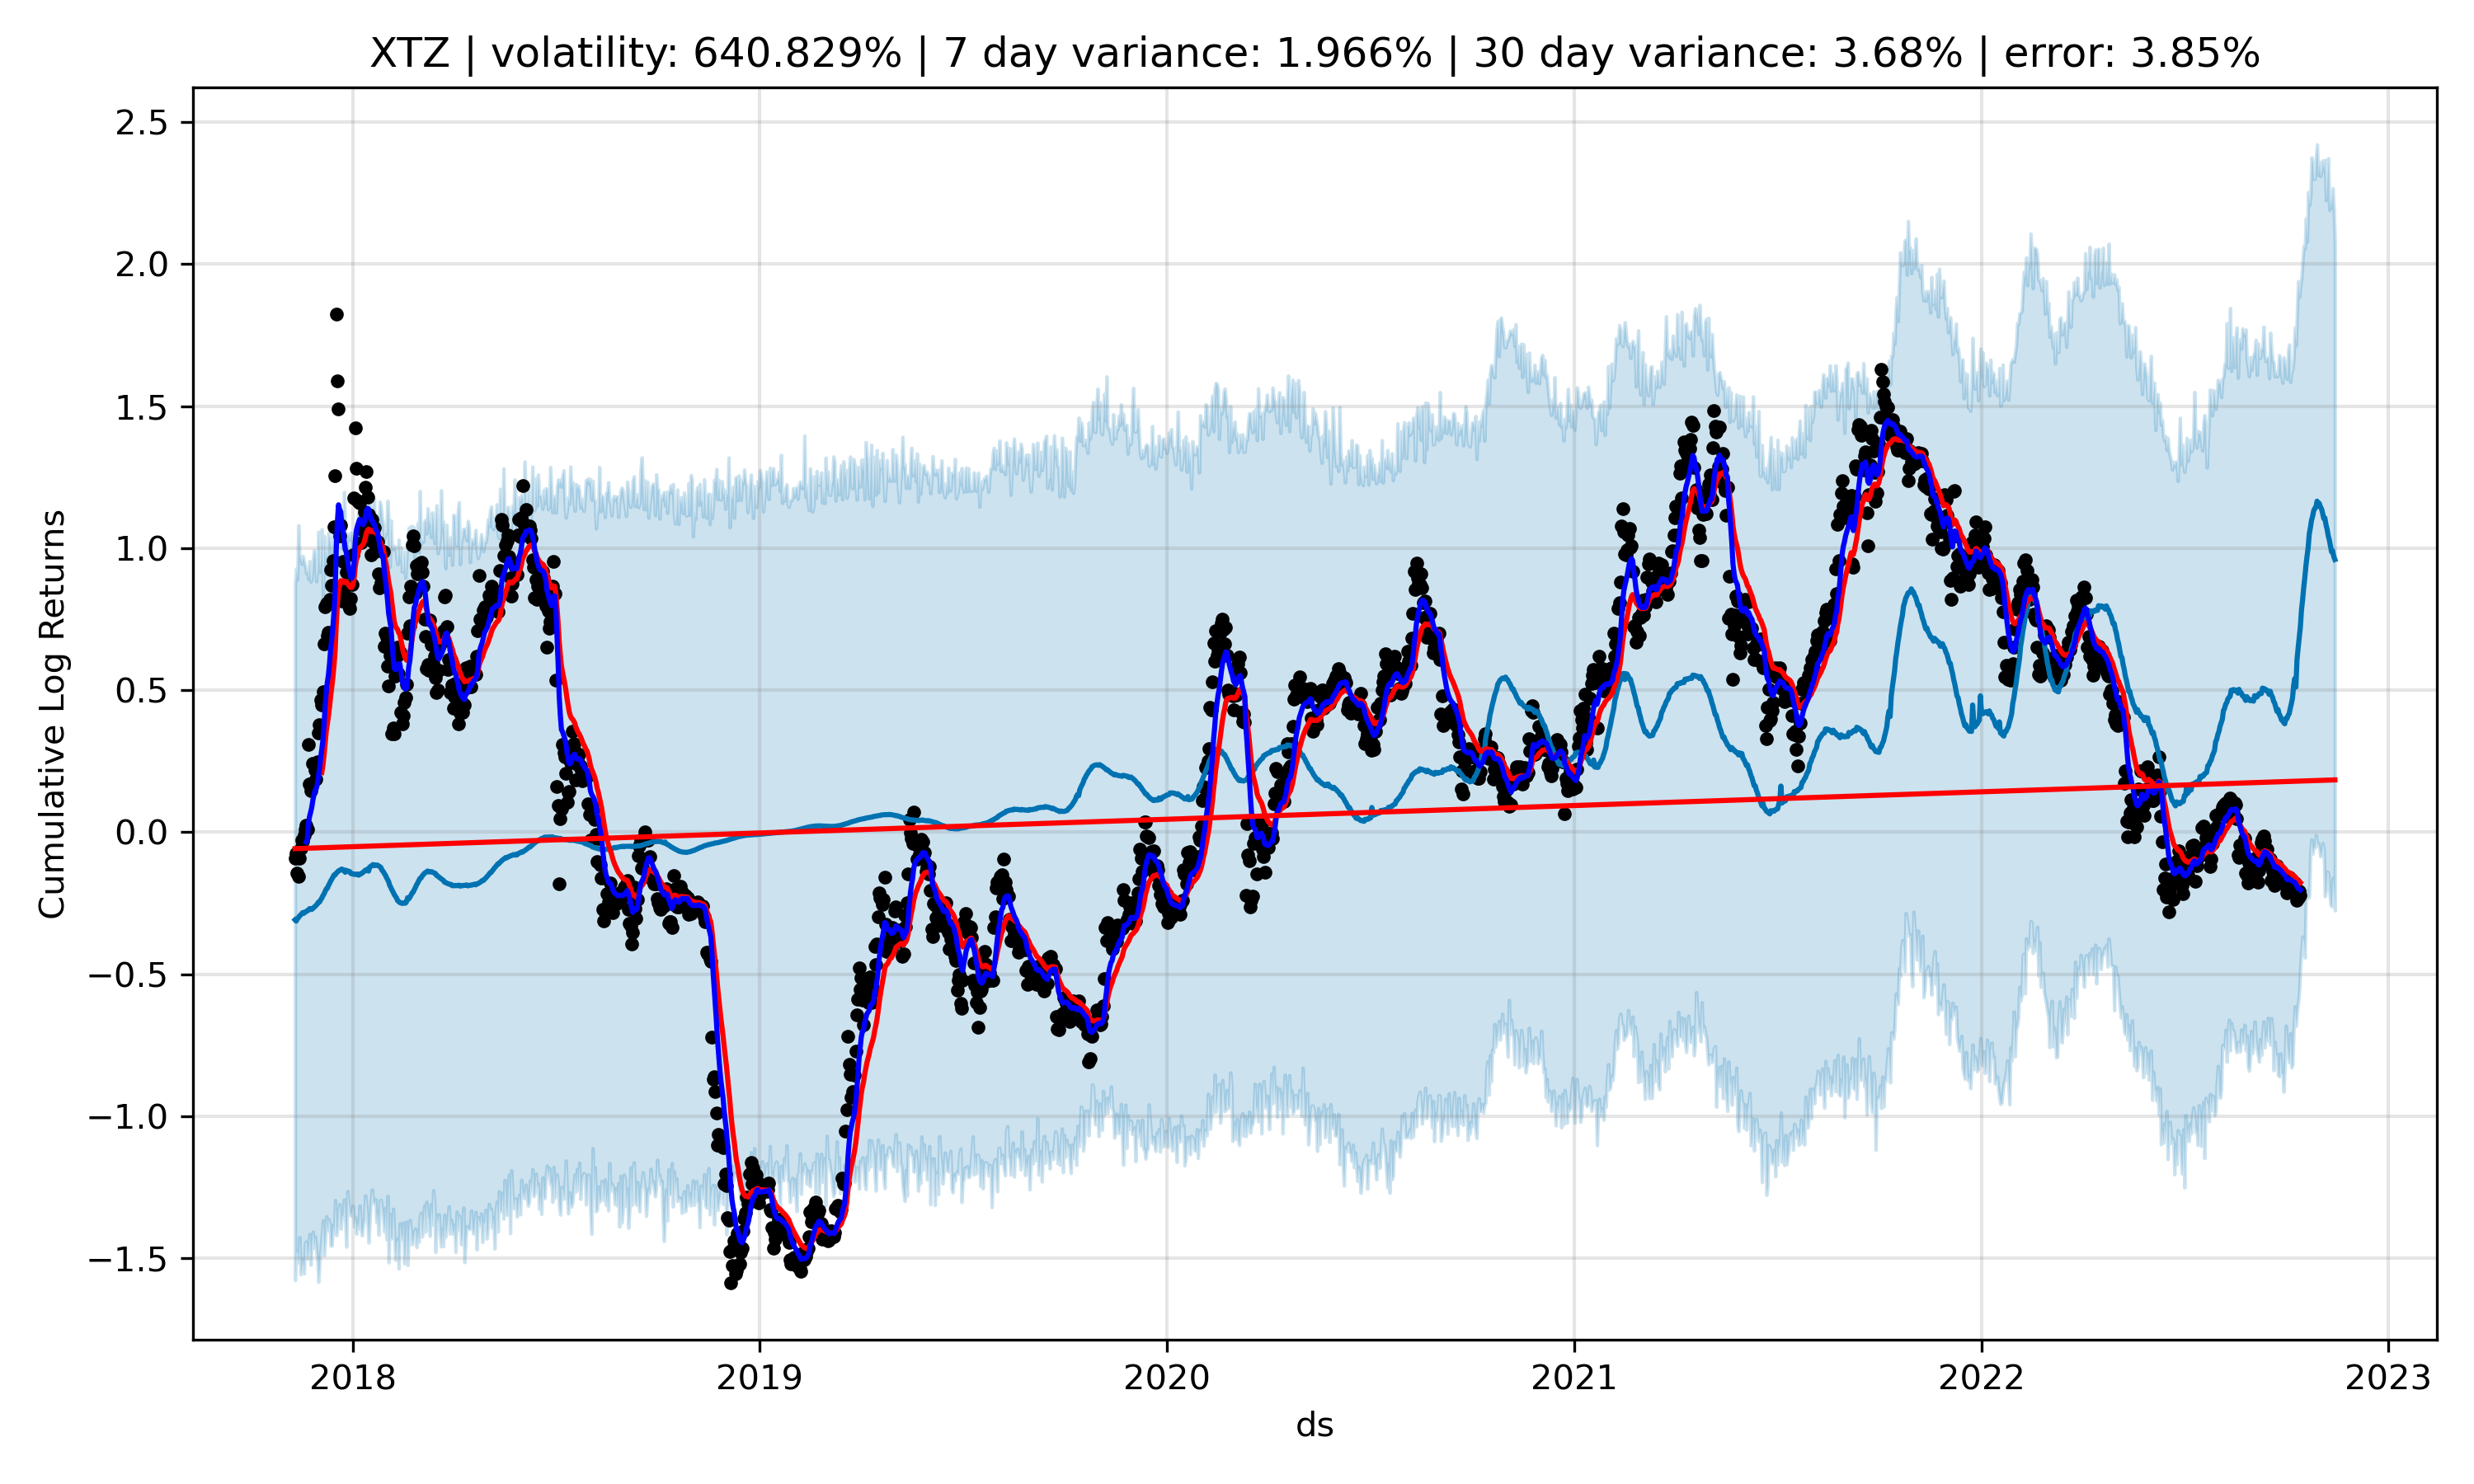 XTZ | volatility: 640.829% | 7 day variance: 1.966% | 30 day variance: 3.68% | error: 3.85%
Cumulative Log Returns
2.5
2.0
1.5
1.0
0.5
0.0
−0.5
−1.0
−1.5
2018 2019 2020 2021 2022 2023
ds